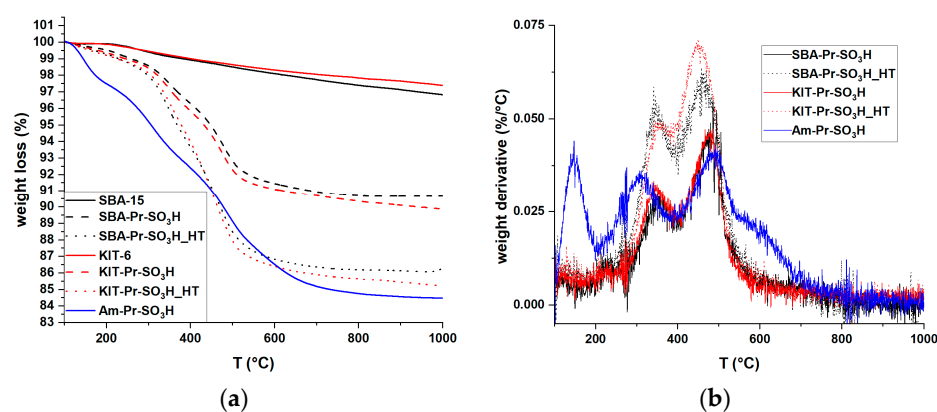 weight loss (%)
100
99
98
97
96
95
94
93
92
91
90
89
88
87
86
85
84
83
SBA-15
SBA-Pr-SO₃H
SBA-Pr-SO₃H_HT
KIT-6
KIT-Pr-SO₃H
KIT-Pr-SO₃H_HT
Am-Pr-SO₃H
200 400 600 800 1000
T (°C)
(a)
weight derivative (%/°C)
0.075
0.050
0.025
0.000
SBA-Pr-SO₃H
SBA-Pr-SO₃H_HT
KIT-Pr-SO₃H
KIT-Pr-SO₃H_HT
Am-Pr-SO₃H
200 400 600 800 1000
T (°C)
(b)